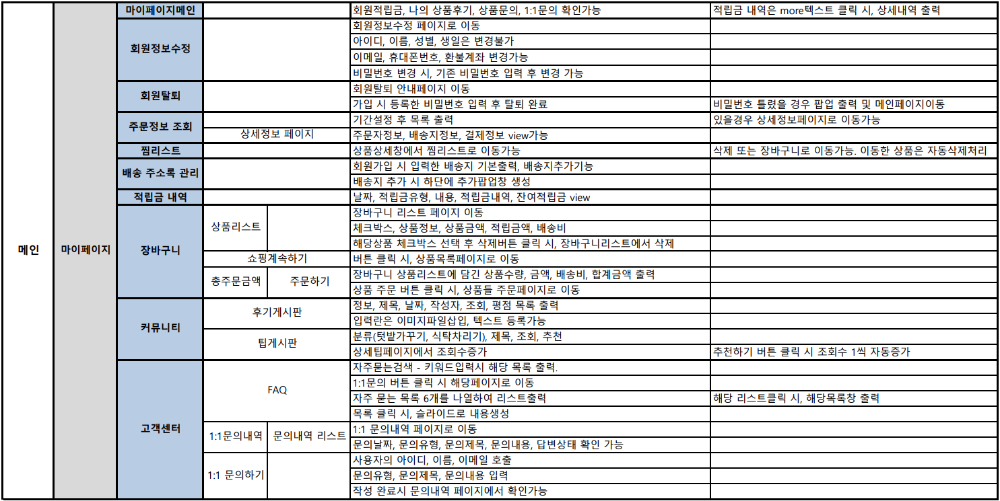 마이페이지메인 회원적립금, 나의 상품후기, 상품문의, 1:1문의 확인가능 적립금 내역은 more텍스트 클릭 시, 상세내역 출력
회원정보수정 페이지로 이동
아이디, 이름, 성별, 생일은 변경불가
회원정보수정
이메일, 휴대폰번호, 환불계좌 변경가능
비밀번호 변경 시, 기존 비밀번호 입력 후 변경 가능
회원탈퇴 안내페이지 이동
회원탈퇴
가입 시 등록한 비밀번호 입력 후 탈퇴 완료 비밀번호 틀렸을 경우 팝업 출력 및 메인페이지이동
기간설정 후 목록 출력 있을경우 상세정보페이지로 이동가능
주문정보 조회
상세정보 페이지 주문자정보, 배송지정보, 결제정보 view가능
찜리스트 상품상세창에서 찜리스트로 이동가능 삭제 또는 장바구니로 이동가능. 이동한 상품은 자동삭제처리
회원가입 시 입력한 배송지 기본출력, 배송지추가기능
배송 주소록 관리
배송지 추가 시 하단에 추가팝업창 생성
적립금 내역 날짜, 적립금유형, 내용, 적립금내역, 잔여적립금 view
장바구니 리스트 페이지 이동
상품리스트 체크박스, 상품정보, 상품금액, 적립금액, 배송비
해당상품 체크박스 선택 후 삭제버튼 클릭 시, 장바구니리스트에서 삭제
메인 마이페이지 장바구니
쇼핑계속하기 버튼 클릭 시, 상품목록페이지로 이동
장바구니 상품리스트에 담긴 상품수량, 금액, 배송비, 합계금액 출력
총주문금액 주문하기
상품 주문 버튼 클릭 시, 상품들 주문페이지로 이동
정보, 제목, 날짜, 작성자, 조회, 평점 목록 출력
후기게시판
입력란은 이미지파일삽입, 텍스트 등록가능
커뮤니티
분류(텃밭가꾸기, 식탁차리기), 제목, 조회, 추천
팁게시판
상세팁페이지에서 조회수증가 추천하기 버튼 클릭 시 조회수 1씩 자동증가
자주묻는검색 - 키워드입력시 해당 목록 출력.
1:1문의 버튼 클릭 시 해당페이지로 이동
FAQ
자주 묻는 목록 6개를 나열하여 리스트출력 해당 리스트클릭 시, 해당목록창 출력
목록 클릭 시, 슬라이드로 내용생성
고객센터
1:1 문의내역 페이지로 이동
1:1문의내역 문의내역 리스트
문의날짜, 문의유형, 문의제목, 문의내용, 답변상태 확인 가능
사용자의 아이디, 이름, 이메일 호출
1:1 문의하기 문의유형, 문의제목, 문의내용 입력
작성 완료시 문의내역 페이지에서 확인가능